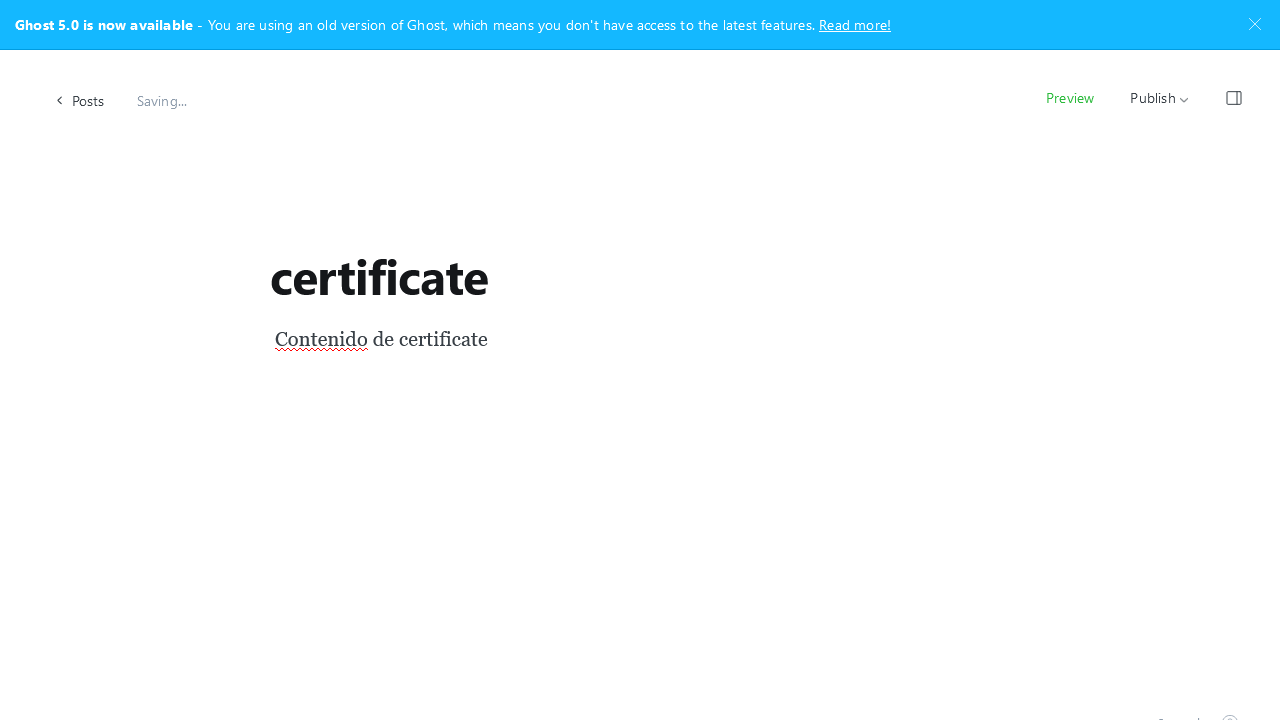 Ghost 5.0 is now available - You are using an old version of Ghost, which means you don't have access to the latest features. Read more!
Posts Saving... Preview Publish
certificate
Contenido de certificate